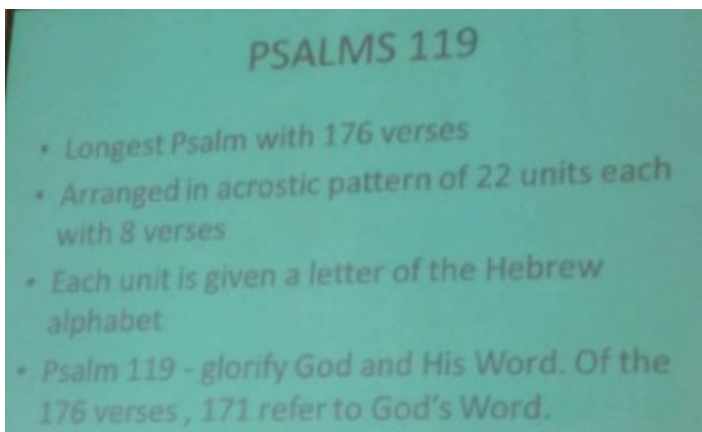 PSALMS 119
• Longest Psalm with 176 verses
• Arranged in acrostic pattern of 22 units each
with 8 verses
• Each unit is given a letter of the Hebrew
alphabet
• Psalm 119 - glorify God and His Word. Of the
176 verses, 171 refer to God's Word.